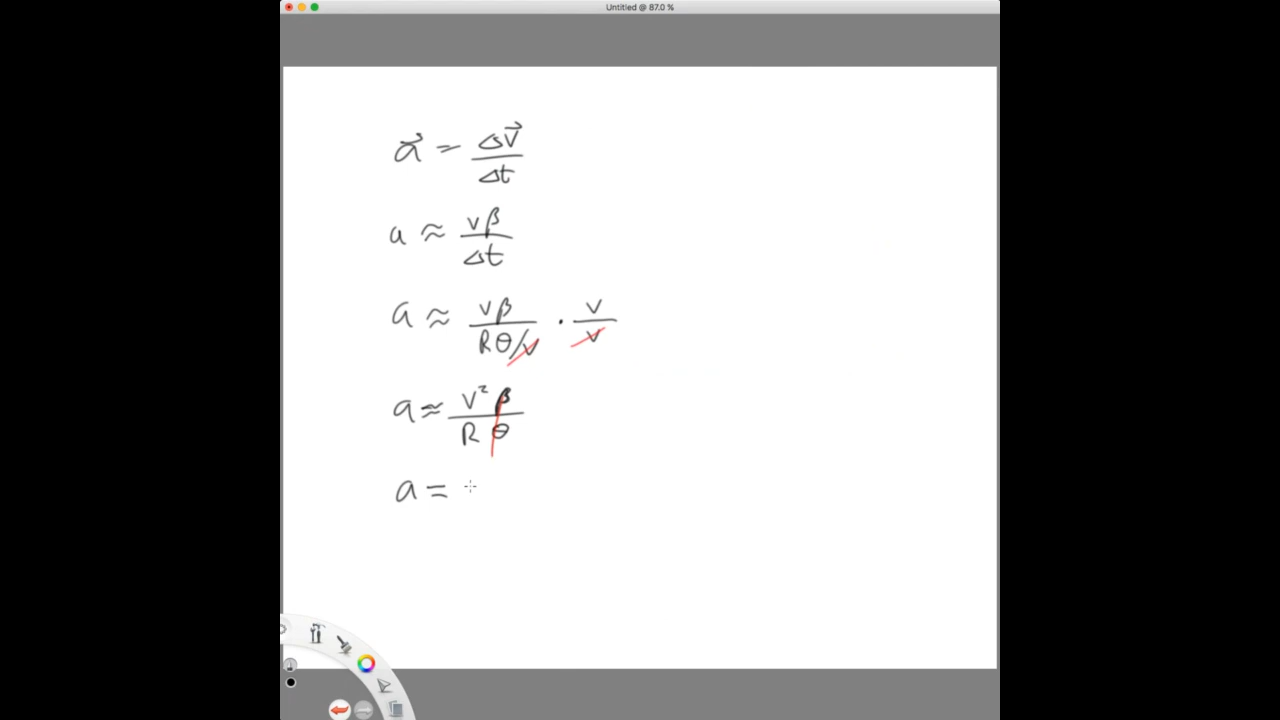 Untitled @ 87.0 %
a⃗ = Δv⃗/Δt
a ≈ vβ/Δt
a ≈ vβ/(Rθ/v) · v/v
a ≈ v²β/(Rθ)
a =